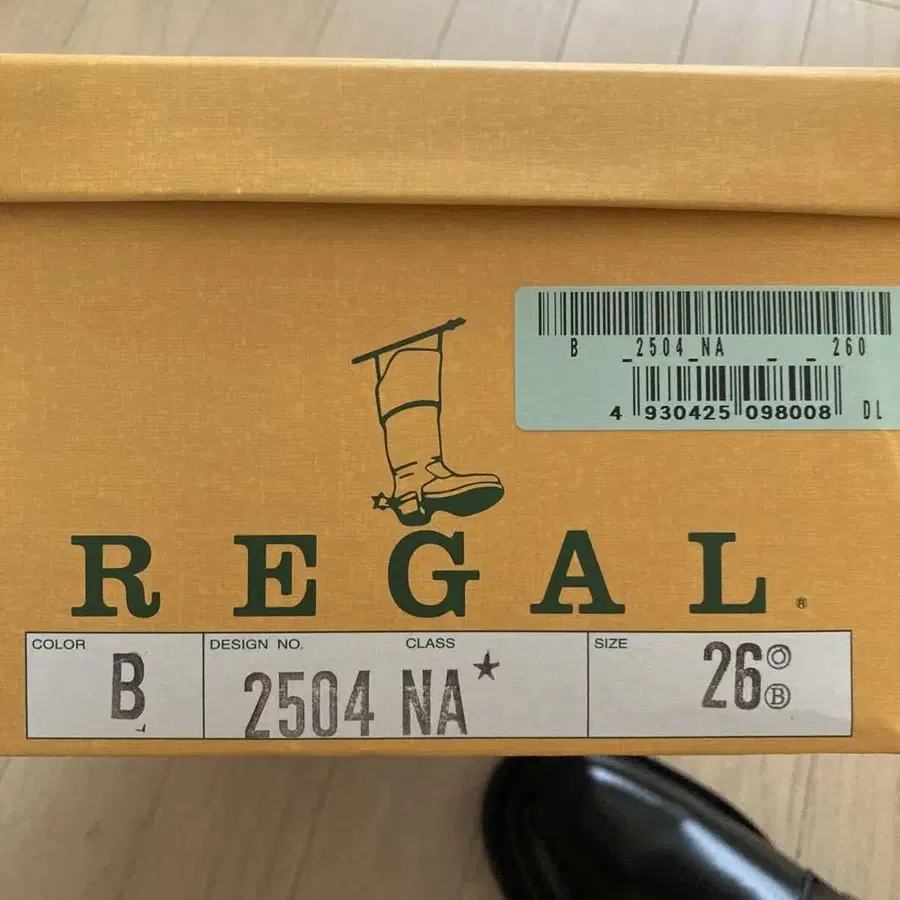 B _2504_NA _ _ 260
4 930425 098008 DL
REGAL®
COLOR DESIGN NO. CLASS SIZE
B 2504 NA★ 26 O Ⓑ